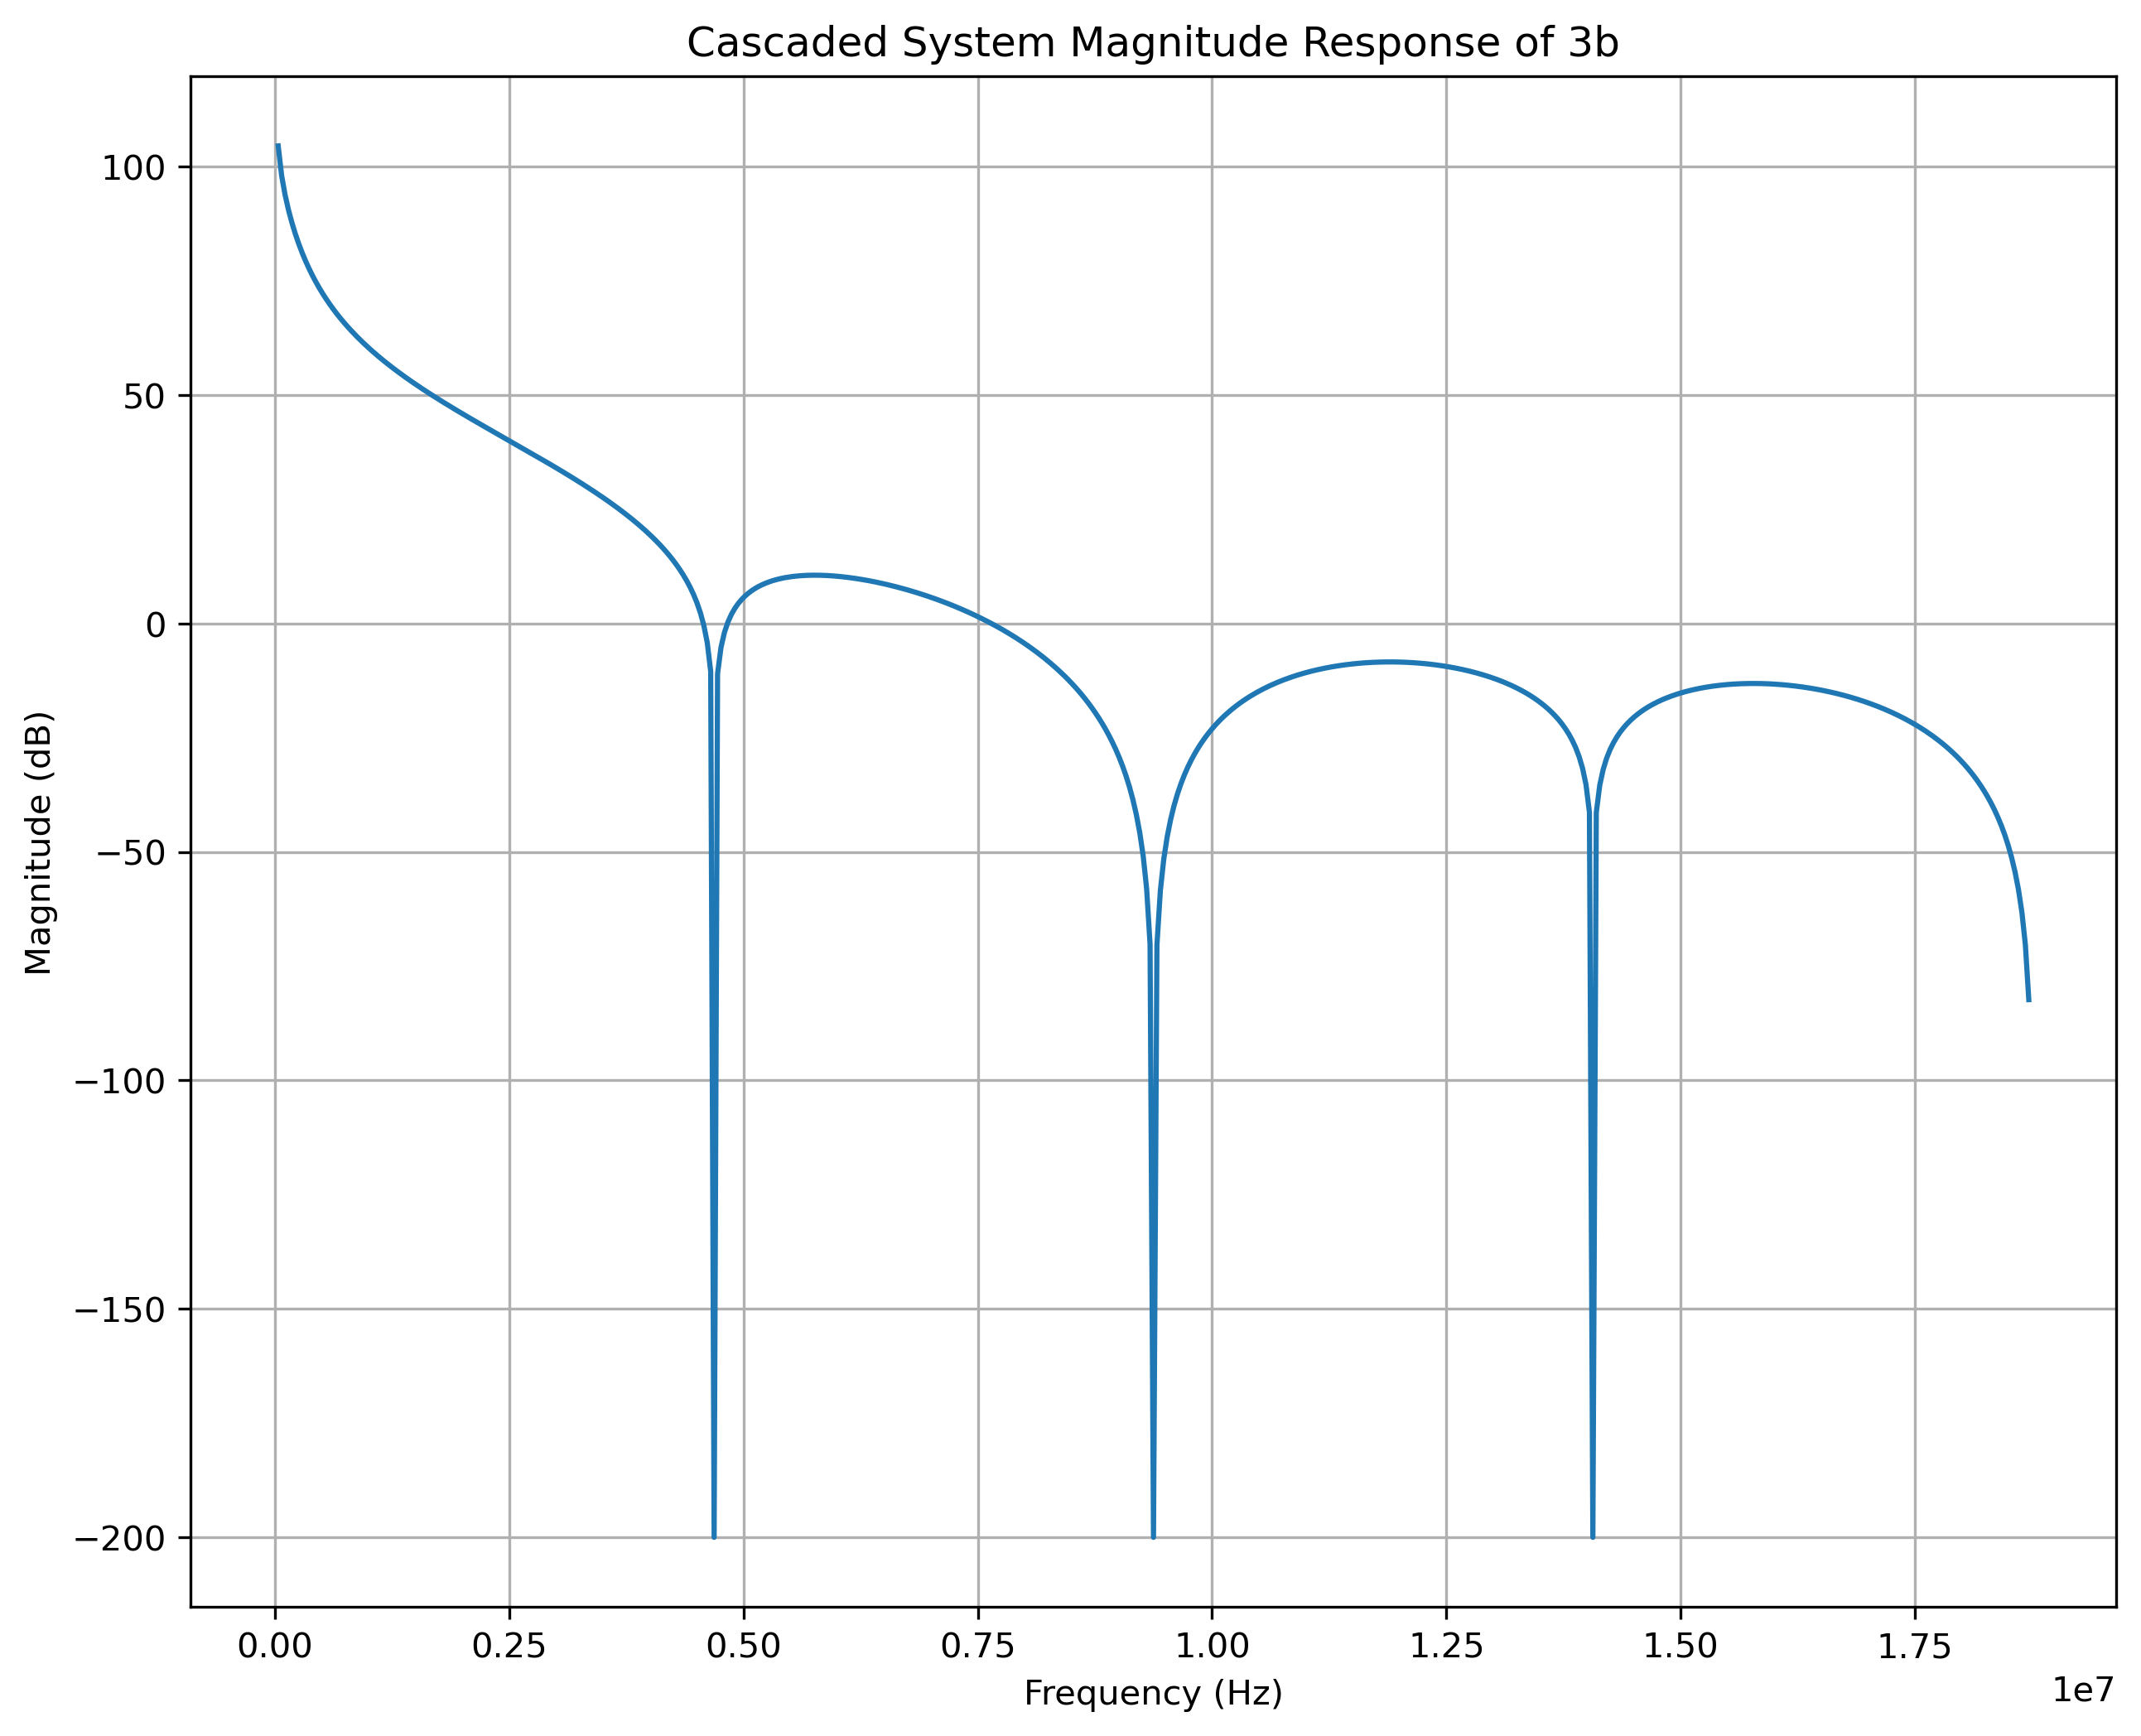 Cascaded System Magnitude Response of 3b
100
50
0
−50
−100
−150
−200
Magnitude (dB)
0.00 0.25 0.50 0.75 1.00 1.25 1.50 1.75
1e7
Frequency (Hz)